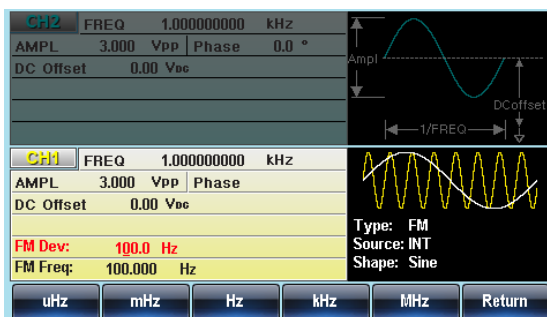 CH2 FREQ 1.000000000 kHz
AMPL 3.000 Vpp Phase 0.0 °
DC Offset 0.00 VDC
Ampl
DCoffset
1/FREQ
CH1 FREQ 1.000000000 kHz
AMPL 3.000 Vpp Phase
DC Offset 0.00 VDC
FM Dev: 100.0 Hz
FM Freq: 100.000 Hz
Type: FM
Source: INT
Shape: Sine
uHz mHz Hz kHz MHz Return